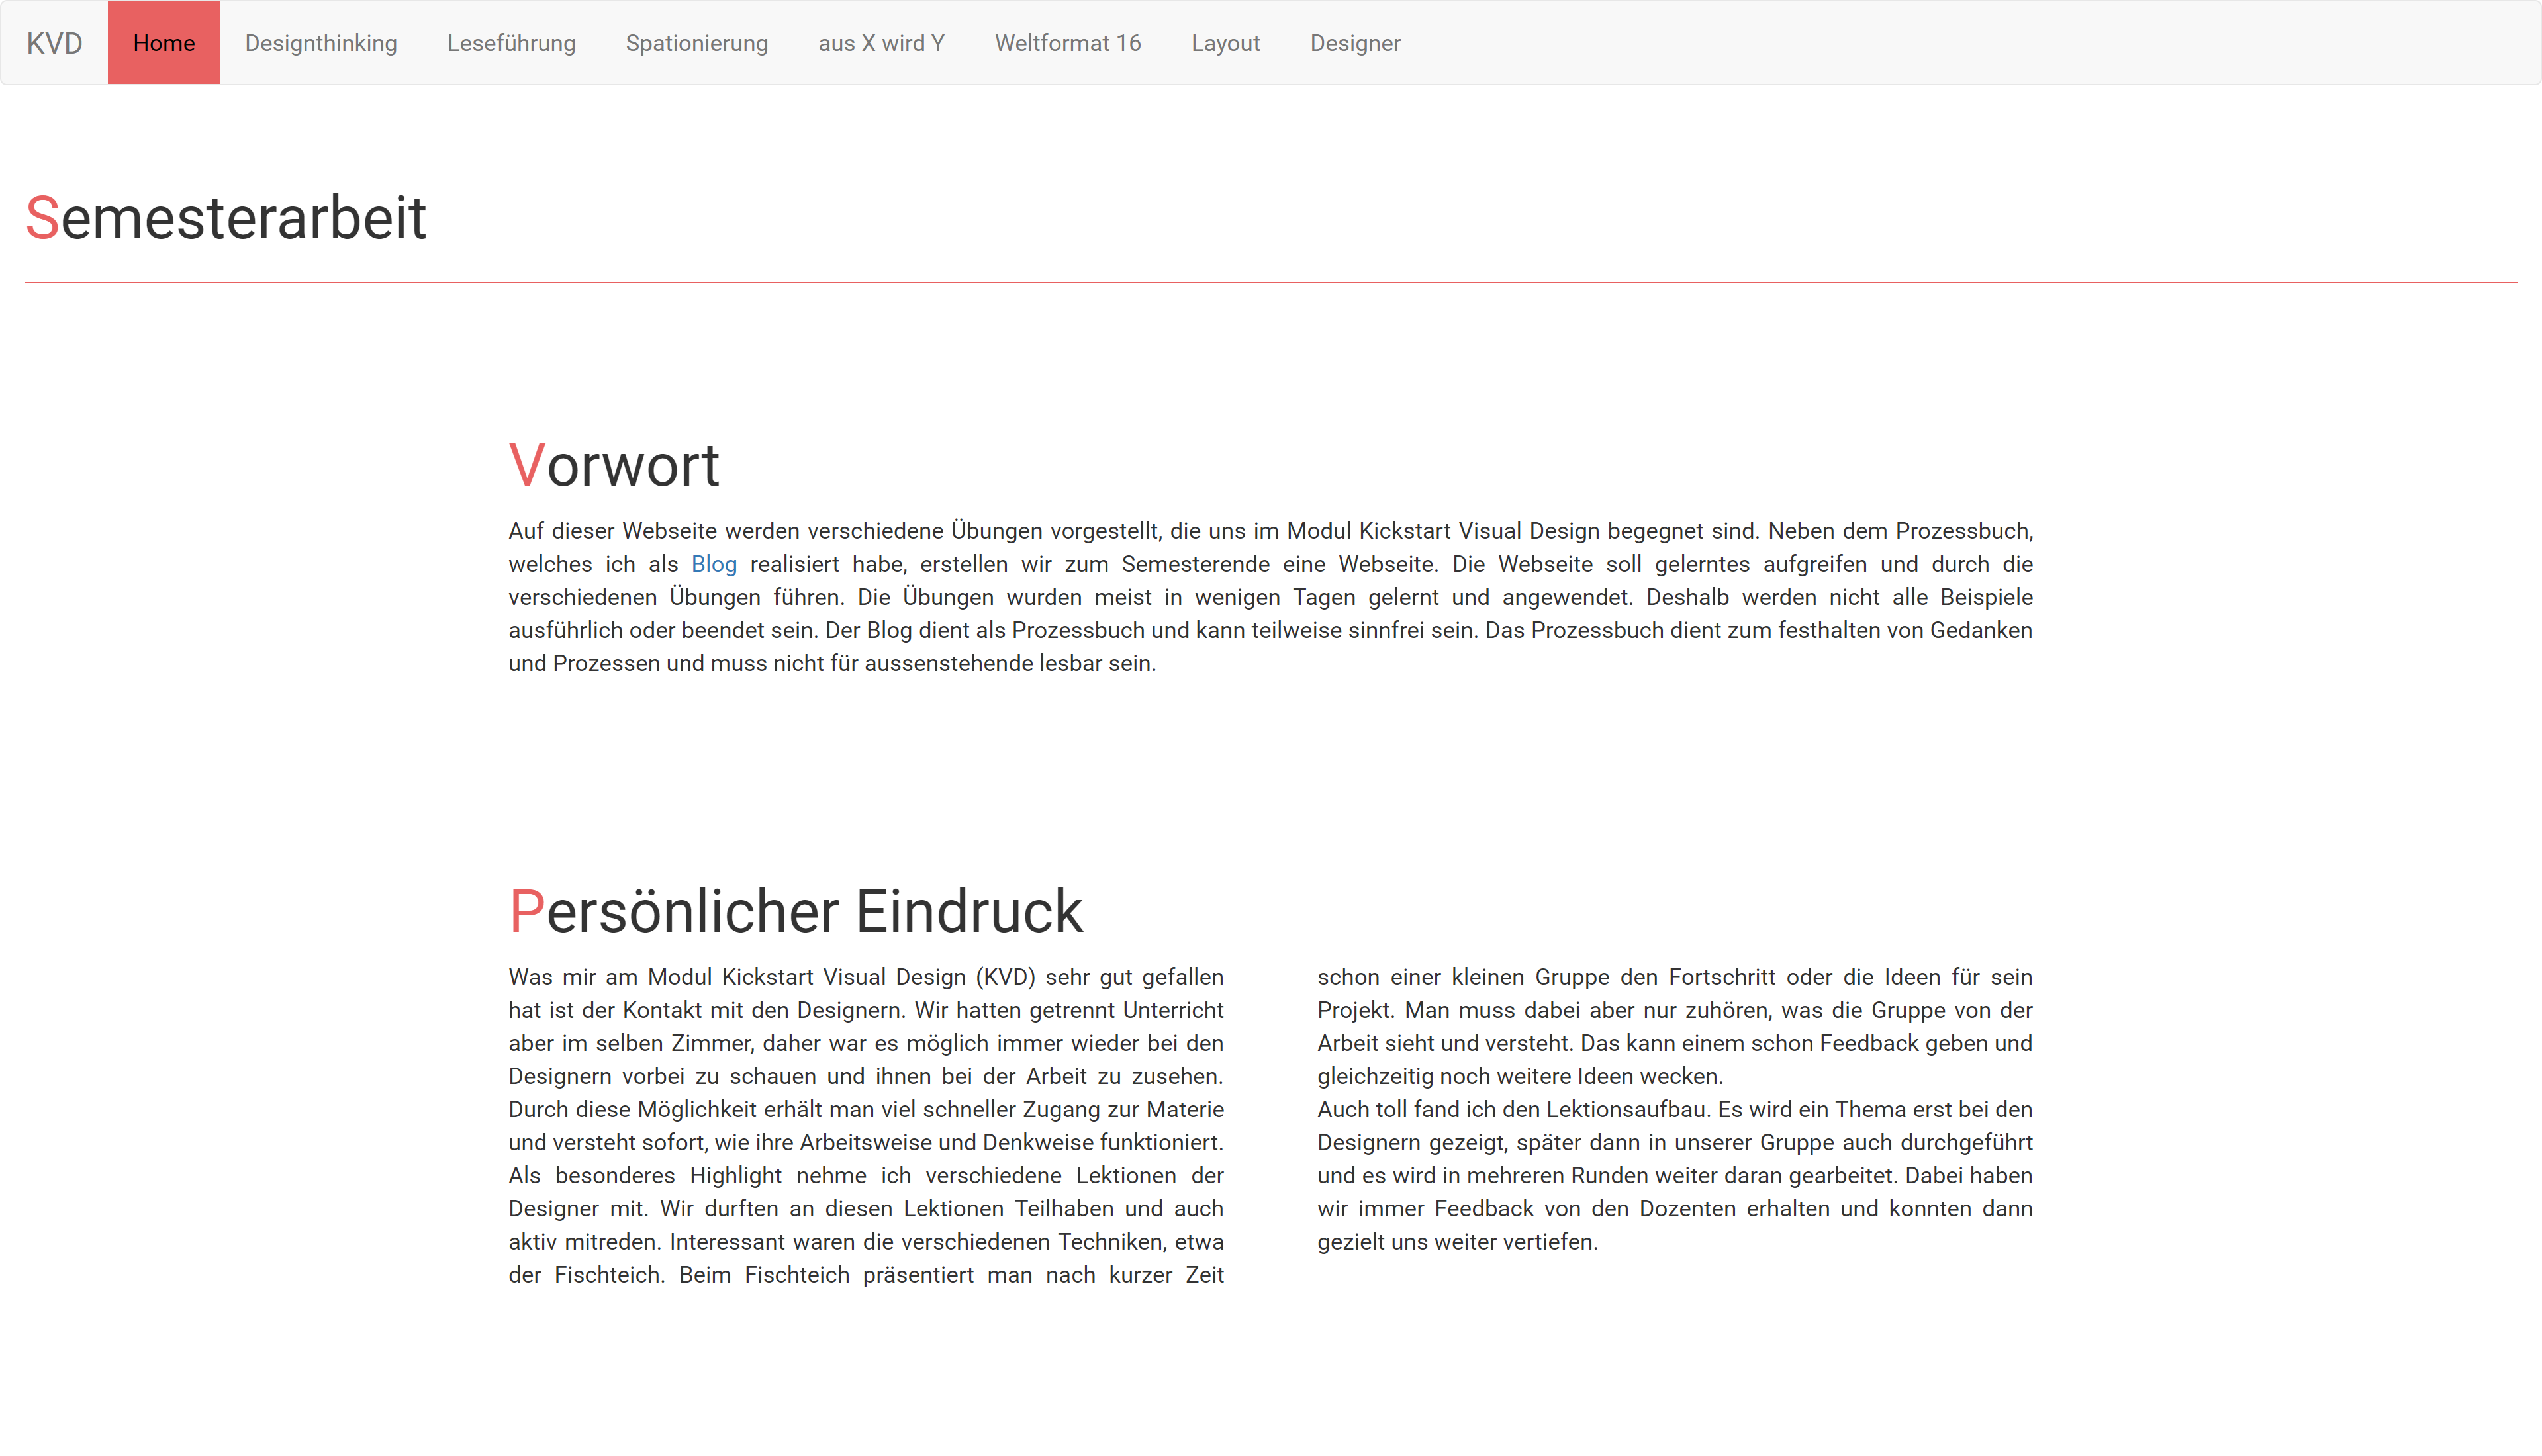 KVD Home Designthinking Leseführung Spationierung aus X wird Y Weltformat 16 Layout Designer
Semesterarbeit
Vorwort
Auf dieser Webseite werden verschiedene Übungen vorgestellt, die uns im Modul Kickstart Visual Design begegnet sind. Neben dem Prozessbuch,
welches ich als Blog realisiert habe, erstellen wir zum Semesterende eine Webseite. Die Webseite soll gelerntes aufgreifen und durch die
verschiedenen Übungen führen. Die Übungen wurden meist in wenigen Tagen gelernt und angewendet. Deshalb werden nicht alle Beispiele
ausführlich oder beendet sein. Der Blog dient als Prozessbuch und kann teilweise sinnfrei sein. Das Prozessbuch dient zum festhalten von Gedanken
und Prozessen und muss nicht für aussenstehende lesbar sein.
Persönlicher Eindruck
Was mir am Modul Kickstart Visual Design (KVD) sehr gut gefallen
hat ist der Kontakt mit den Designern. Wir hatten getrennt Unterricht
aber im selben Zimmer, daher war es möglich immer wieder bei den
Designern vorbei zu schauen und ihnen bei der Arbeit zu zusehen.
Durch diese Möglichkeit erhält man viel schneller Zugang zur Materie
und versteht sofort, wie ihre Arbeitsweise und Denkweise funktioniert.
Als besonderes Highlight nehme ich verschiedene Lektionen der
Designer mit. Wir durften an diesen Lektionen Teilhaben und auch
aktiv mitreden. Interessant waren die verschiedenen Techniken, etwa
der Fischteich. Beim Fischteich präsentiert man nach kurzer Zeit
schon einer kleinen Gruppe den Fortschritt oder die Ideen für sein
Projekt. Man muss dabei aber nur zuhören, was die Gruppe von der
Arbeit sieht und versteht. Das kann einem schon Feedback geben und
gleichzeitig noch weitere Ideen wecken.
Auch toll fand ich den Lektionsaufbau. Es wird ein Thema erst bei den
Designern gezeigt, später dann in unserer Gruppe auch durchgeführt
und es wird in mehreren Runden weiter daran gearbeitet. Dabei haben
wir immer Feedback von den Dozenten erhalten und konnten dann
gezielt uns weiter vertiefen.